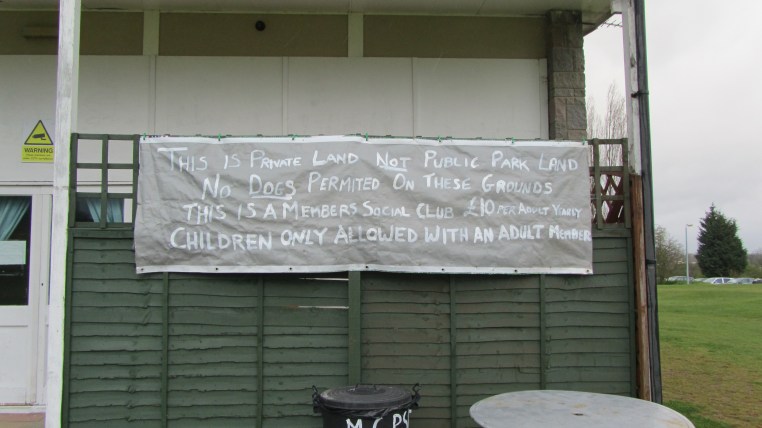 THIS IS PRIVATE LAND NOT PUBLIC PARK LAND
NO DOGS PERMITED ON THESE GROUNDS
THIS IS A MEMBERS SOCIAL CLUB £10 PER ADULT YEARLY
CHILDREN ONLY ALLOWED WITH AN ADULT MEMBER
WARNING